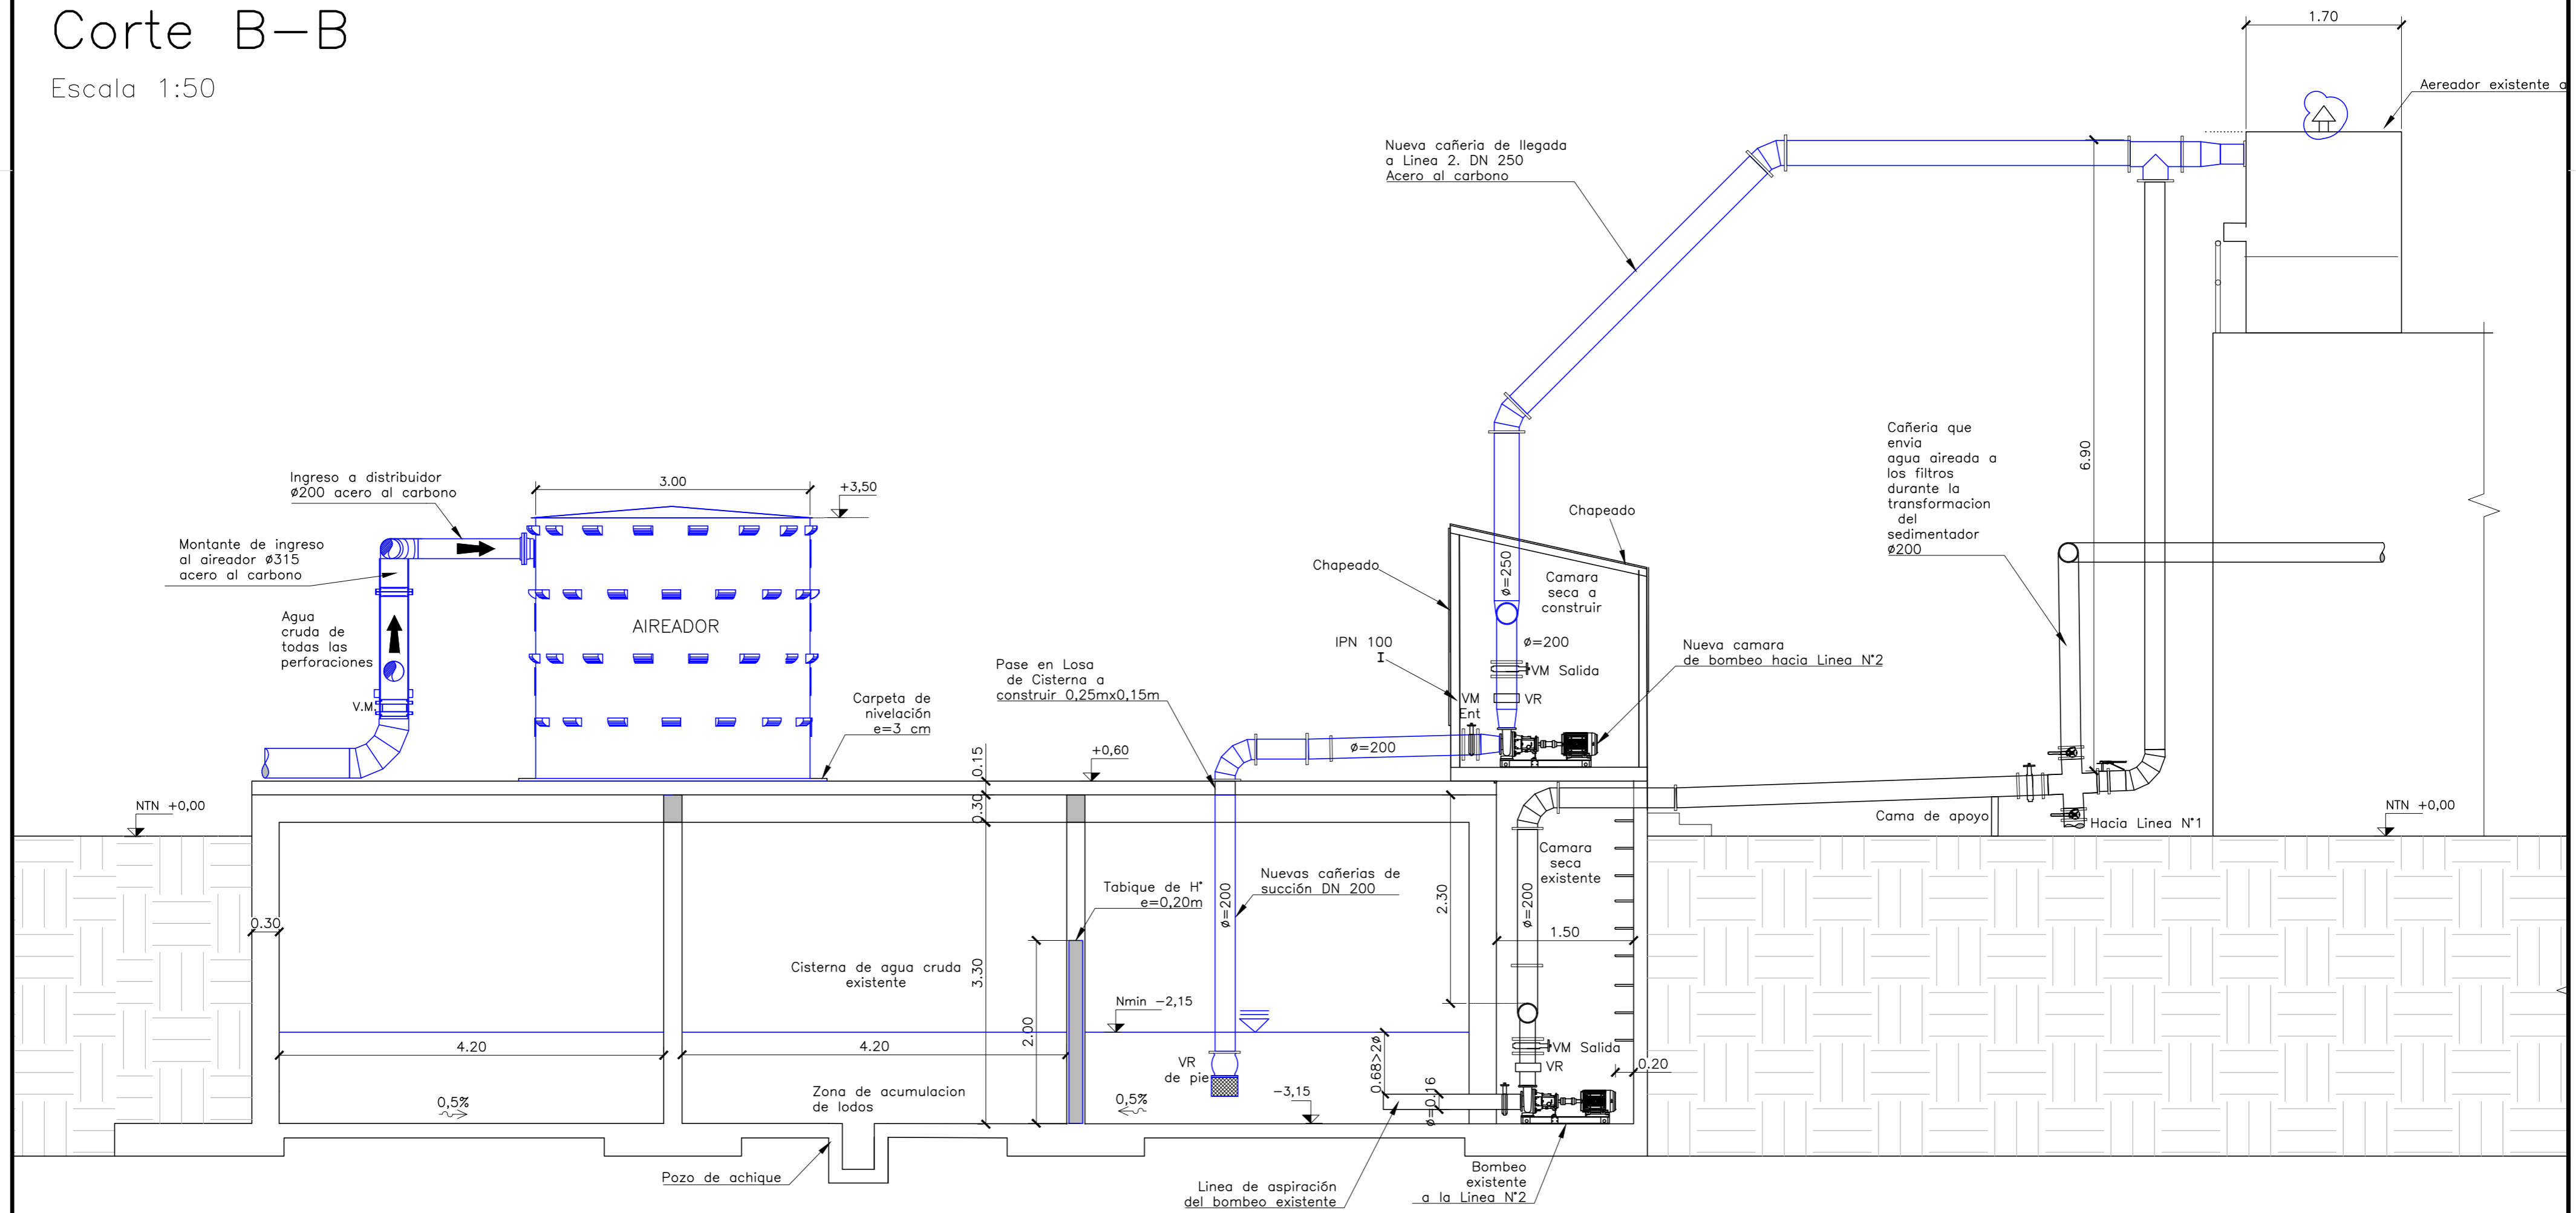 Corte B-B
Escala 1:50
1.70
Aereador existente a
Nueva cañeria de llegada
a Linea 2. DN 250
Acero al carbono
Cañeria que
envia
agua aireada a
los filtros
durante la
transformacion
del
sedimentador
ø200
6.90
Ingreso a distribuidor
ø200 acero al carbono
3.00
+3,50
Montante de ingreso
al aireador ø315
acero al carbono
Agua
cruda de
todas las
perforaciones
V.M.
AIREADOR
Carpeta de
nivelación
e=3 cm
Chapeado
Chapeado
ø=250
Camara
seca a
construir
IPN 100
I
ø=200
VM Salida
VM
Ent
VR
Nueva camara
de bombeo hacia Linea N°2
Pase en Losa
de Cisterna a
construir 0,25mx0,15m
ø=200
+0,60
0.15
0.30
NTN +0,00
NTN +0,00
Cama de apoyo
Hacia Linea N°1
Camara
seca
existente
0.30
Tabique de H°
e=0,20m
Nuevas cañerias de
succión DN 200
ø=200
2.30
ø=200
1.50
Cisterna de agua cruda
existente
3.30
2.00
Nmin -2,15
4.20
4.20
VR
de pie
0.68>2ø
ø=0.16
VM Salida
VR
0.20
0,5%
Zona de acumulacion
de lodos
0,5%
-3,15
Pozo de achique
Linea de aspiración
del bombeo existente
Bombeo
existente
a la Linea N°2